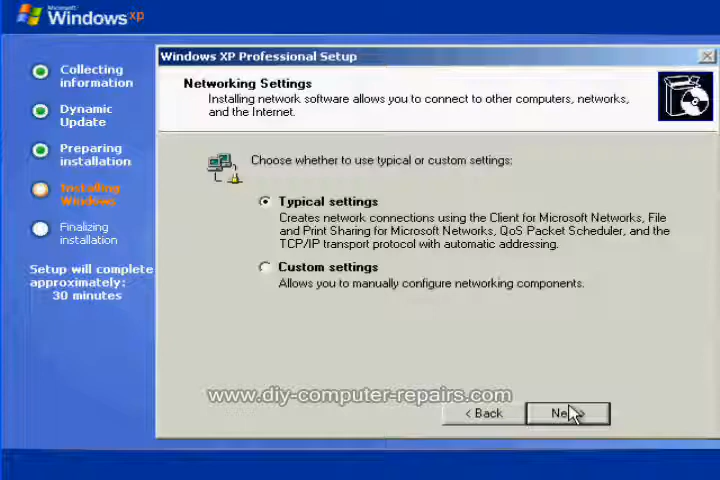 Microsoft
Windows xp
Collecting
information
Dynamic
Update
Preparing
installation
Installing
Windows
Finalizing
installation
Setup will complete
approximately:
30 minutes
Windows XP Professional Setup
Networking Settings
Installing network software allows you to connect to other computers, networks,
and the Internet.
Choose whether to use typical or custom settings:
Typical settings
Creates network connections using the Client for Microsoft Networks, File
and Print Sharing for Microsoft Networks, QoS Packet Scheduler, and the
TCP/IP transport protocol with automatic addressing.
Custom settings
Allows you to manually configure networking components.
www.diy-computer-repairs.com
< Back